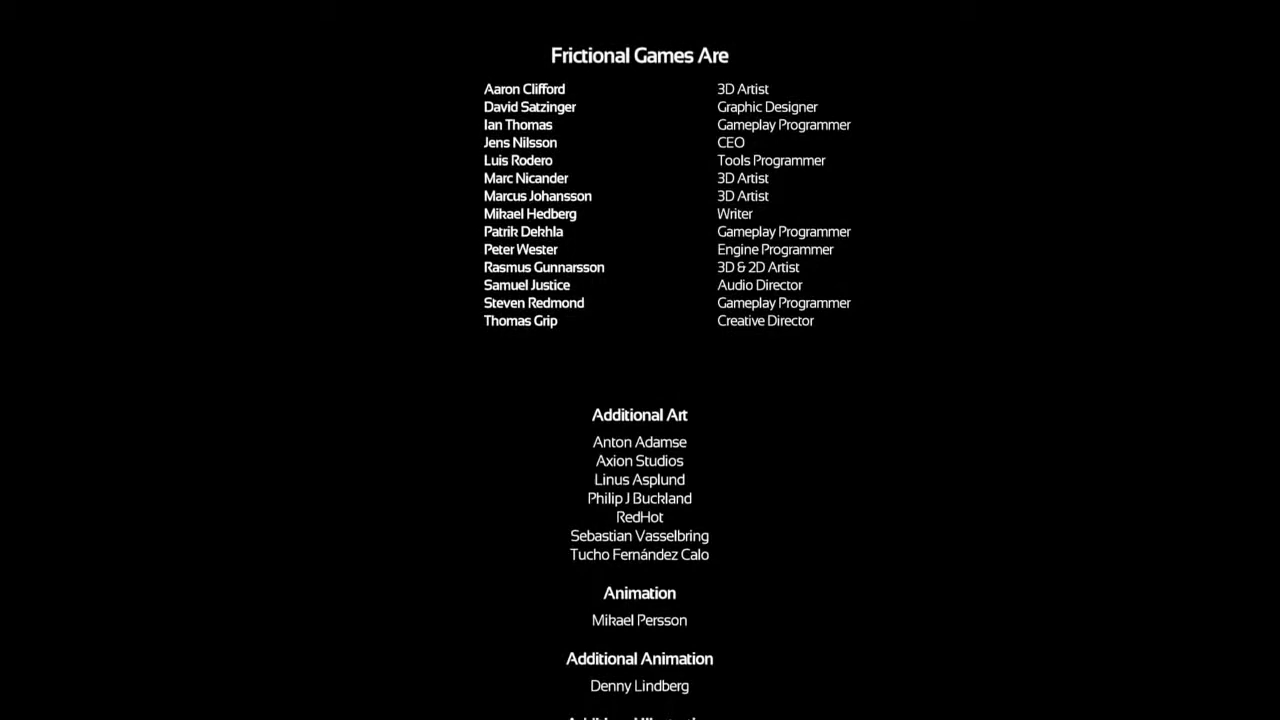 Frictional Games Are
Aaron Clifford 3D Artist
David Satzinger Graphic Designer
Ian Thomas Gameplay Programmer
Jens Nilsson CEO
Luis Rodero Tools Programmer
Marc Nicander 3D Artist
Marcus Johansson 3D Artist
Mikael Hedberg Writer
Patrik Dekhla Gameplay Programmer
Peter Wester Engine Programmer
Rasmus Gunnarsson 3D & 2D Artist
Samuel Justice Audio Director
Steven Redmond Gameplay Programmer
Thomas Grip Creative Director
Additional Art
Anton Adamse
Axion Studios
Linus Asplund
Philip J Buckland
RedHot
Sebastian Vasselbring
Tucho Fernández Calo
Animation
Mikael Persson
Additional Animation
Denny Lindberg